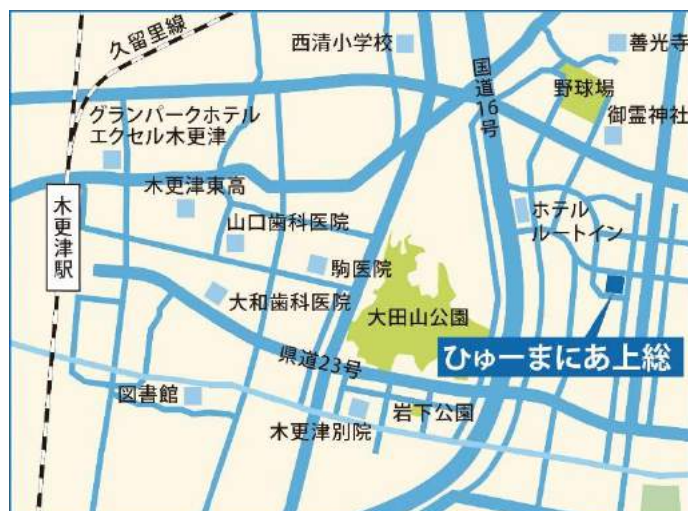 久留里線
西清小学校
国道16号
善光寺
野球場
グランパークホテル
エクセル木更津
御霊神社
木更津東高
木更津駅
山口歯科医院
ホテル
ルートイン
駒医院
大和歯科医院
大田山公園
ひゅーまにあ上総
県道23号
図書館
岩下公園
木更津別院